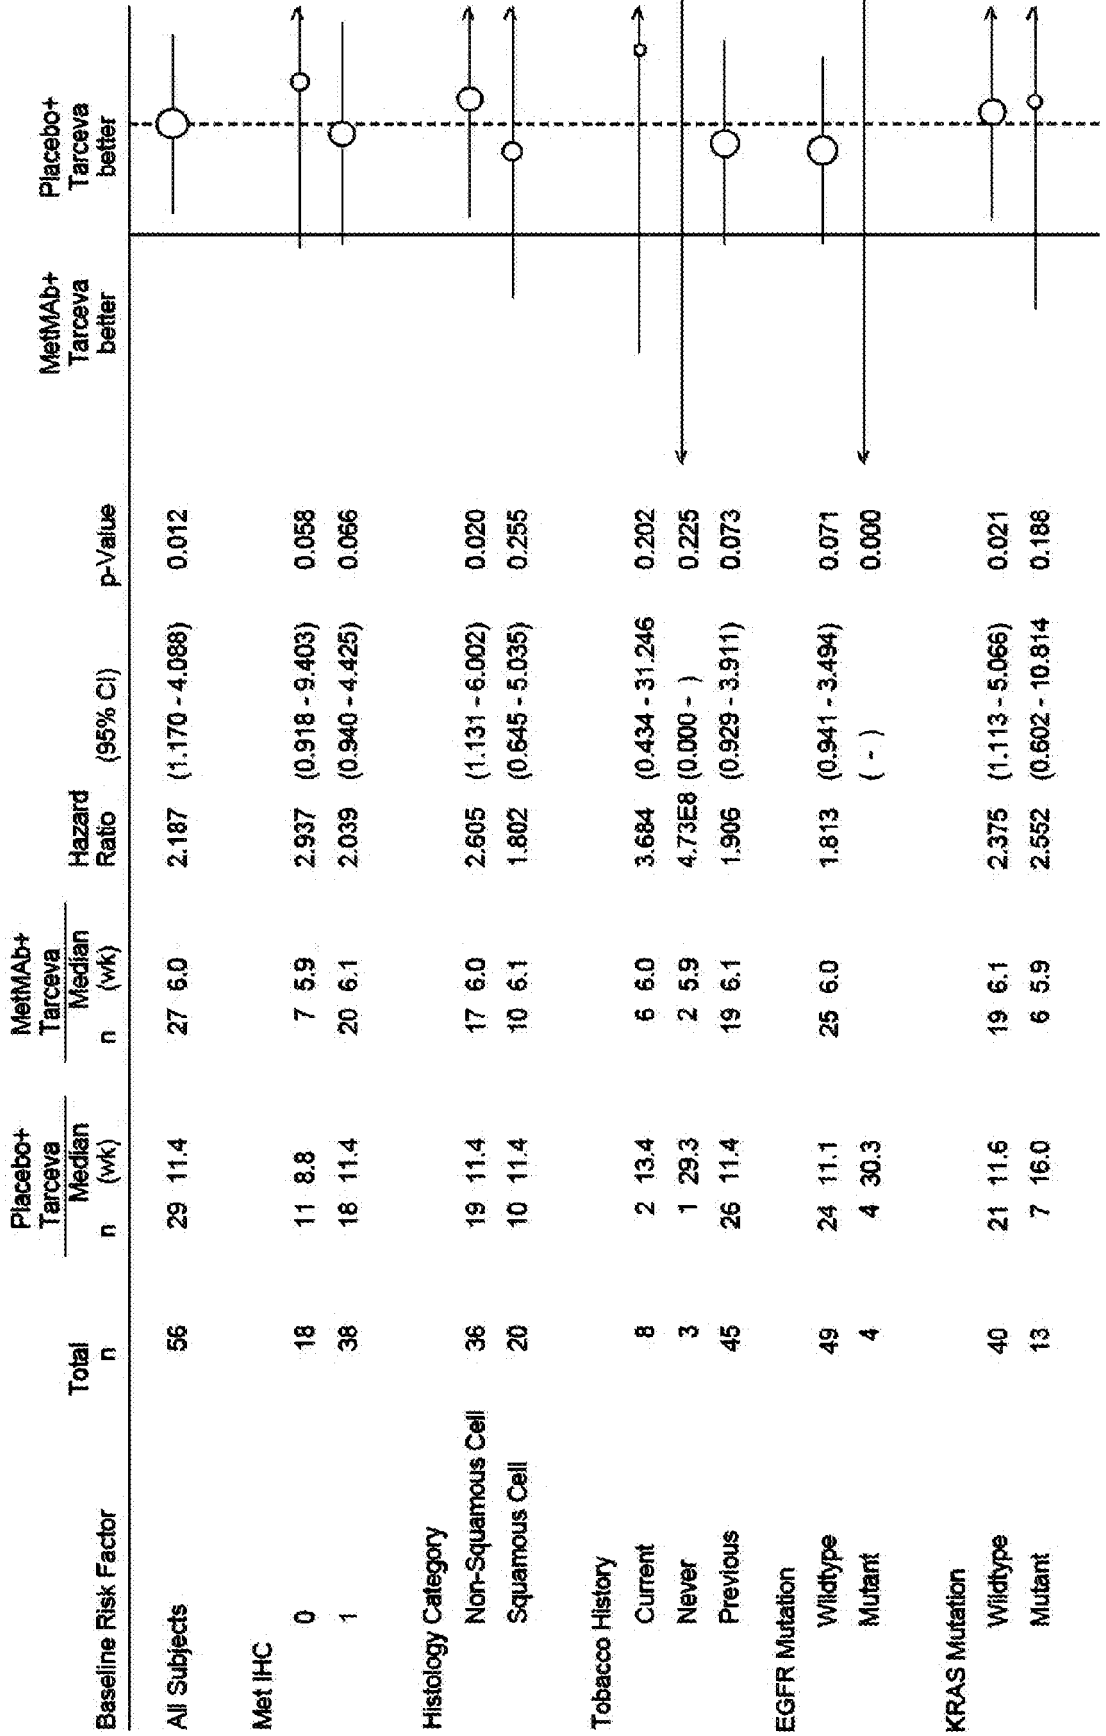 Placebo+ MetMAb+ MetMAb+ Placebo+
Tarceva Tarceva Tarceva Tarceva
Total Median Median Hazard better better
Baseline Risk Factor n n (wk) n (wk) Ratio (95% CI) p-Value
All Subjects 56 29 11.4 27 6.0 2.187 (1.170 - 4.088) 0.012
Met IHC
0 18 11 8.8 7 5.9 2.937 (0.918 - 9.403) 0.058
1 38 18 11.4 20 6.1 2.039 (0.940 - 4.425) 0.066
Histology Category
Non-Squamous Cell 36 19 11.4 17 6.0 2.605 (1.131 - 6.002) 0.020
Squamous Cell 20 10 11.4 10 6.1 1.802 (0.645 - 5.035) 0.255
Tobacco History
Current 8 2 13.4 6 6.0 3.684 (0.434 - 31.246 0.202
Never 3 1 29.3 2 5.9 4.73E8 (0.000 - ) 0.225
Previous 45 26 11.4 19 6.1 1.906 (0.929 - 3.911) 0.073
EGFR Mutation
Wildtype 49 24 11.1 25 6.0 1.813 (0.941 - 3.494) 0.071
Mutant 4 4 30.3 ( - ) 0.000
KRAS Mutation
Wildtype 40 21 11.6 19 6.1 2.375 (1.113 - 5.066) 0.021
Mutant 13 7 16.0 6 5.9 2.552 (0.602 - 10.814 0.188